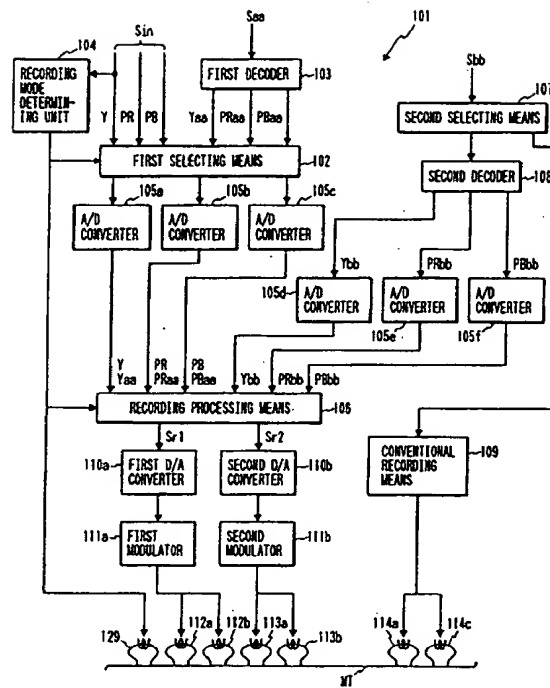 104
Sin
Saa
101
RECORDING
MODE
DETERMIN-
ING UNIT
FIRST DECODER
103
Sbb
107
Y PR PB
Yaa PRaa PBaa
SECOND SELECTING MEANS
FIRST SELECTING MEANS
102
SECOND DECODER
108
105a
105b
105c
A/D
CONVERTER
A/D
CONVERTER
A/D
CONVERTER
Ybb
PRbb
PBbb
105d
A/D
CONVERTER
105e
A/D
CONVERTER
105f
A/D
CONVERTER
Y
Yaa
PR
PRaa
PB
PBaa
Ybb
PRbb
PBbb
RECORDING PROCESSING MEANS
106
Sr1
Sr2
109
110a
FIRST D/A
CONVERTER
SECOND D/A
CONVERTER
110b
CONVENTIONAL
RECORDING
MEANS
111a
FIRST
MODULATOR
SECOND
MODULATOR
111b
129
112a
112b
113a
113b
114a
114c
MT